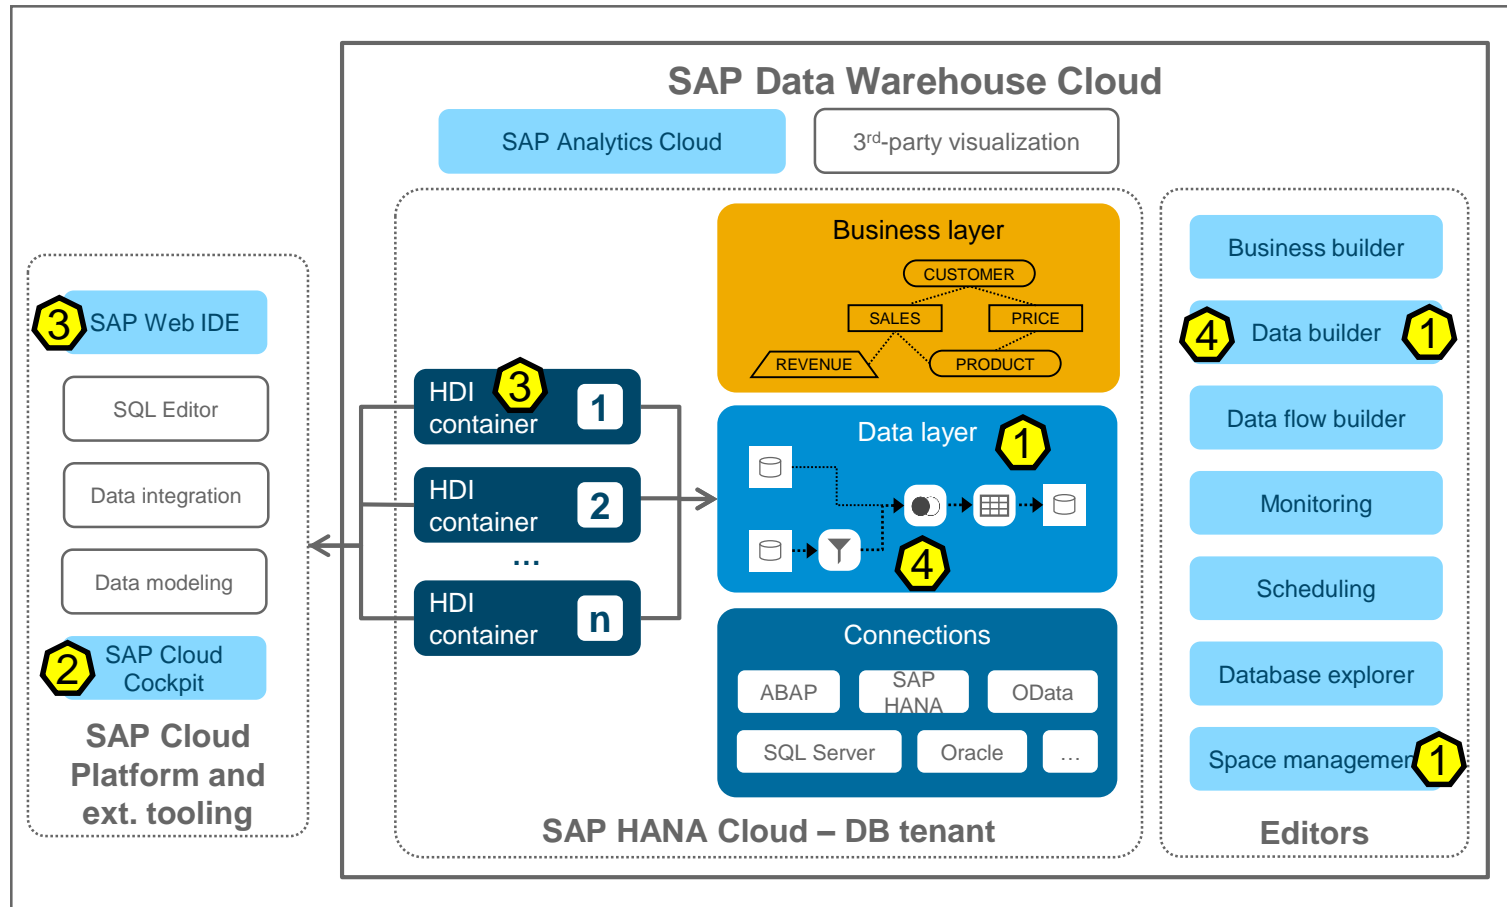 SAP Data Warehouse Cloud
SAP Analytics Cloud
3rd-party visualization
3
SAP Web IDE
SQL Editor
Data integration
Data modeling
2
SAP Cloud
Cockpit
SAP Cloud
Platform and
ext. tooling
HDI
container
3
1
HDI
container
2
...
HDI
container
n
Business layer
CUSTOMER
SALES
PRICE
REVENUE
PRODUCT
Data layer
1
4
Connections
ABAP
SAP
HANA
OData
SQL Server
Oracle
...
SAP HANA Cloud – DB tenant
Business builder
4
Data builder
1
Data flow builder
Monitoring
Scheduling
Database explorer
Space managemen
1
Editors